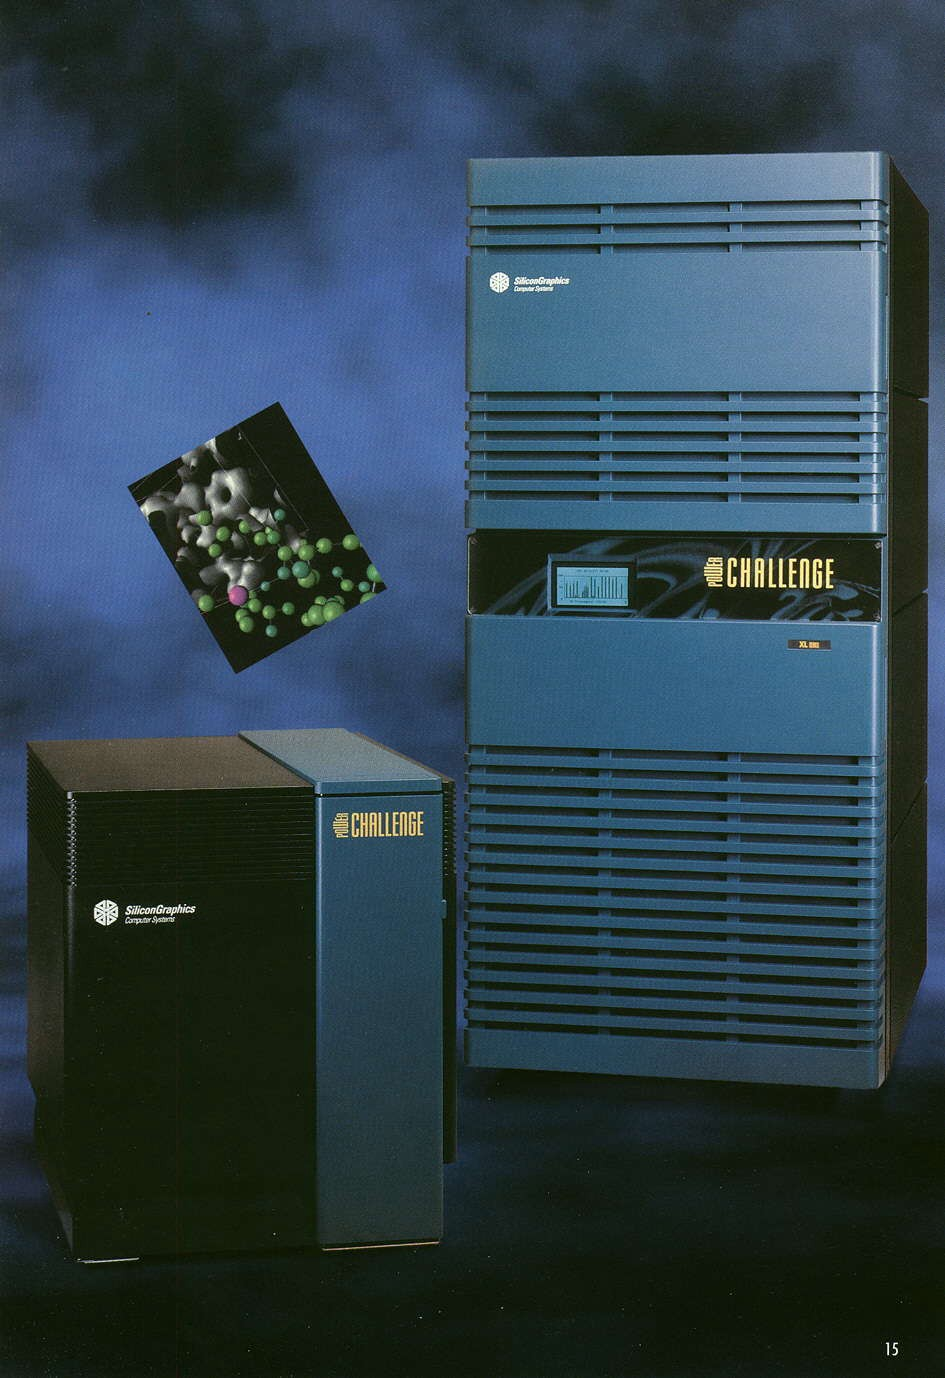 SiliconGraphics
Computer Systems
POWER CHALLENGE
XL
POWER CHALLENGE
SiliconGraphics
Computer Systems
15